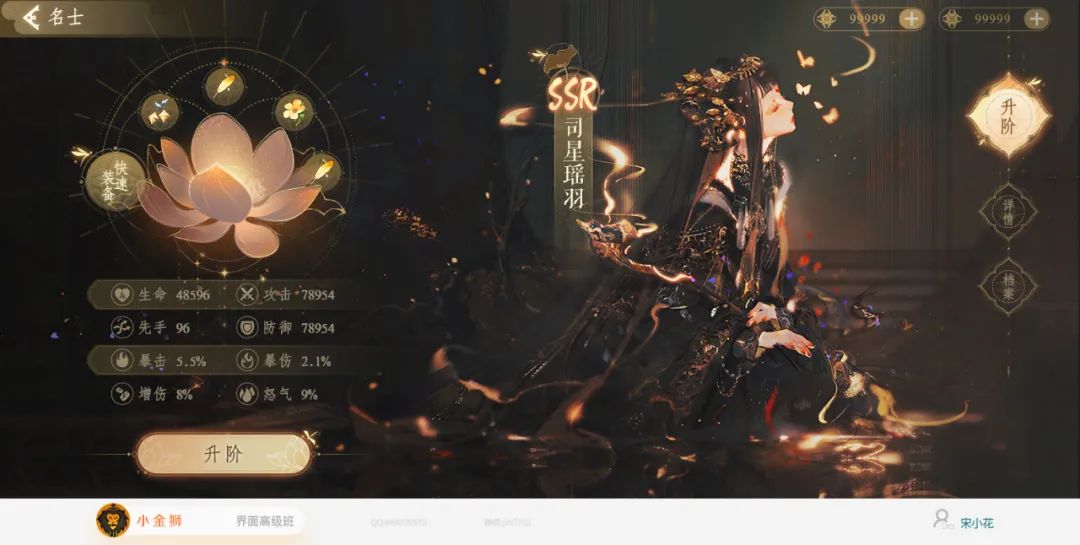 名士
99999
99999
快速
装备
SSR
司星瑶羽
升阶
详情
档案
生命 48596 攻击 78954
先手 96 防御 78954
暴击 5.5% 暴伤 2.1%
增伤 8% 怒气 9%
升阶
小金狮 界面高级班
宋小花